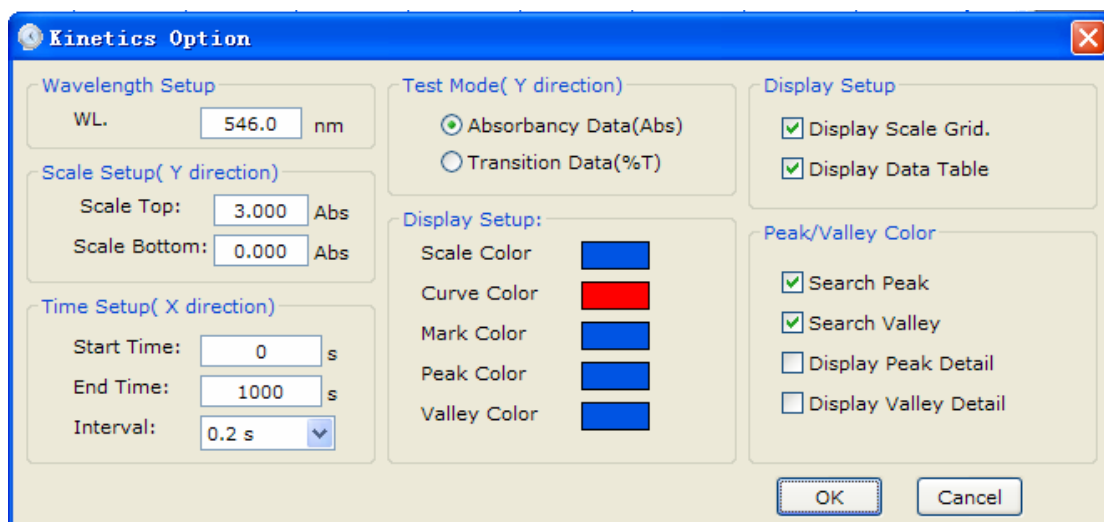 Kinetics Option
Wavelength Setup
WL. 546.0 nm
Scale Setup( Y direction)
Scale Top: 3.000 Abs
Scale Bottom: 0.000 Abs
Time Setup( X direction)
Start Time: 0 s
End Time: 1000 s
Interval: 0.2 s
Test Mode( Y direction)
Absorbancy Data(Abs)
Transition Data(%T)
Display Setup:
Scale Color
Curve Color
Mark Color
Peak Color
Valley Color
Display Setup
Display Scale Grid.
Display Data Table
Peak/Valley Color
Search Peak
Search Valley
Display Peak Detail
Display Valley Detail
OK Cancel